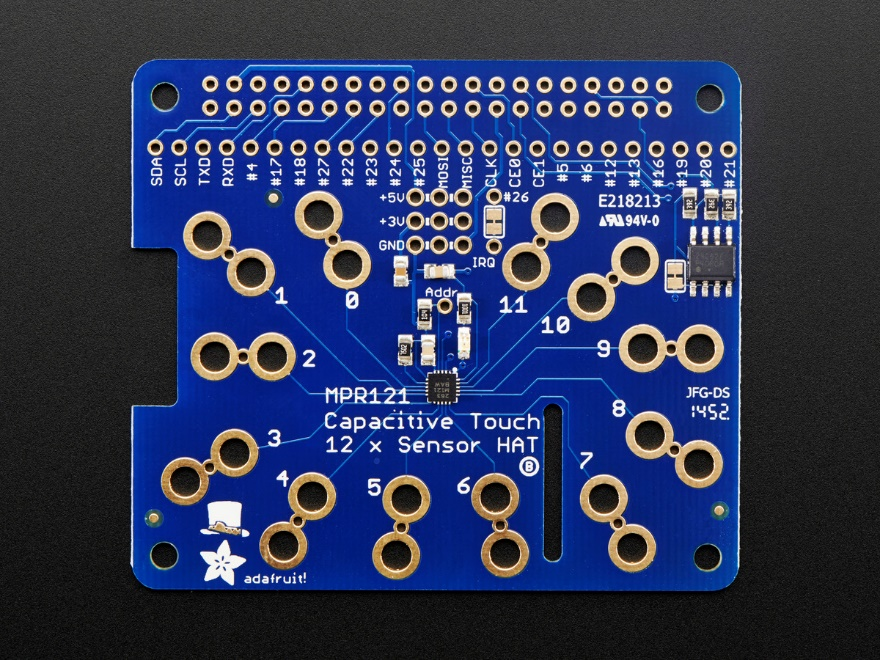 SDA SCL TXD RXD #4 #17 #18 #27 #22 #23 #24 #25 MOSI MISC CLK CE0 CE1 #5 #6 #12 #13 #16 #19 #20 #21
+5V #26
E218213
+3V 94V-0
GND
IRQ
Addr
1 0 11 10
2 9
MPR121
Capacitive Touch
12 x Sensor HAT
B
JFG-DS
1452
3 8
4 5 6 7
adafruit!